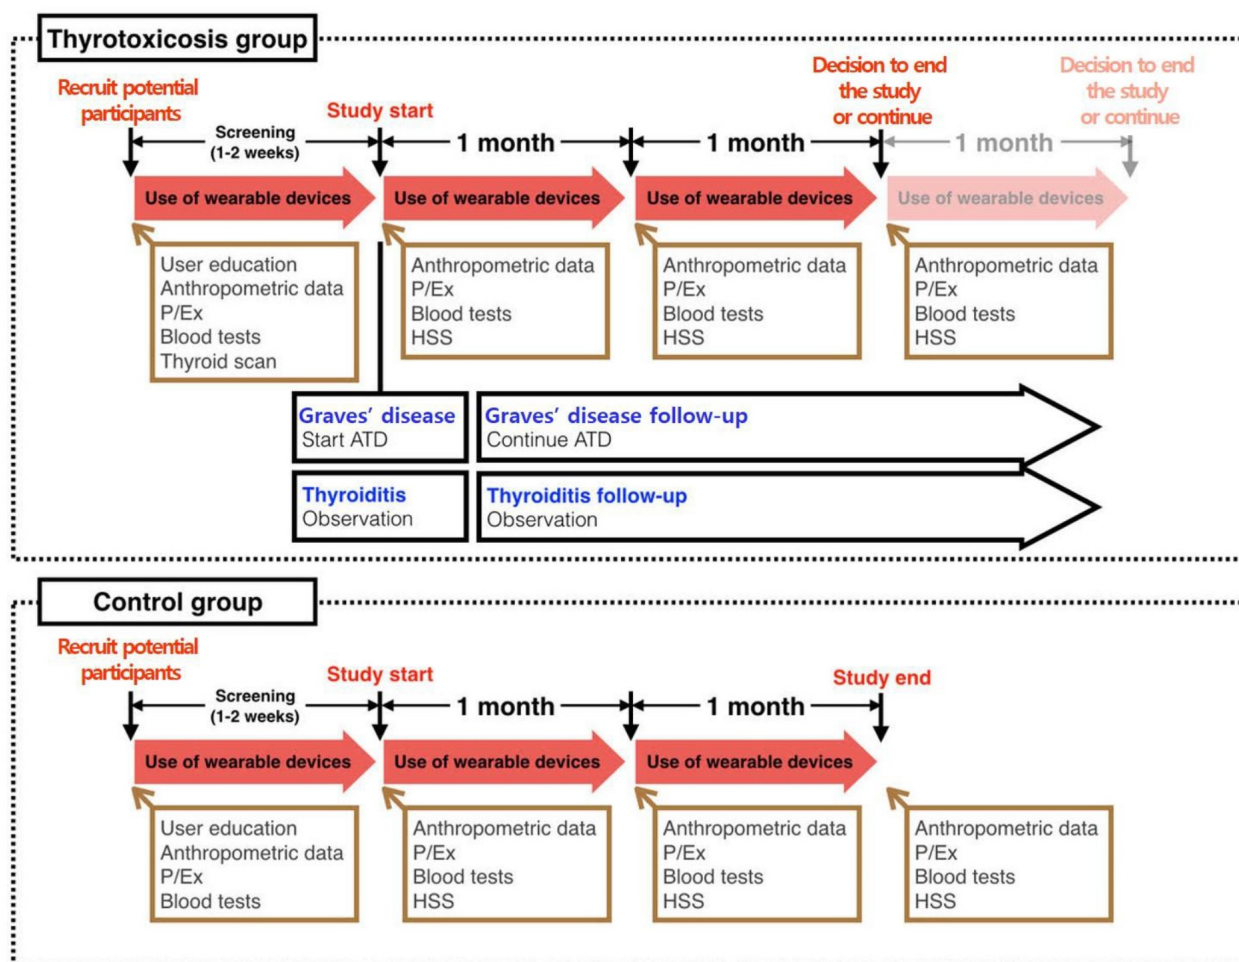 Thyrotoxicosis group
Recruit potential
participants
Screening
(1-2 weeks)
Study start
1 month
1 month
Decision to end
the study
or continue
1 month
Decision to end
the study
or continue
Use of wearable devices
Use of wearable devices
Use of wearable devices
Use of wearable devices
User education
Anthropometric data
P/Ex
Blood tests
Thyroid scan
Anthropometric data
P/Ex
Blood tests
HSS
Anthropometric data
P/Ex
Blood tests
HSS
Anthropometric data
P/Ex
Blood tests
HSS
Graves’ disease
Start ATD
Graves’ disease follow-up
Continue ATD
Thyroiditis
Observation
Thyroiditis follow-up
Observation
Control group
Recruit potential
participants
Screening
(1-2 weeks)
Study start
1 month
1 month
Study end
Use of wearable devices
Use of wearable devices
Use of wearable devices
User education
Anthropometric data
P/Ex
Blood tests
Anthropometric data
P/Ex
Blood tests
HSS
Anthropometric data
P/Ex
Blood tests
HSS
Anthropometric data
P/Ex
Blood tests
HSS